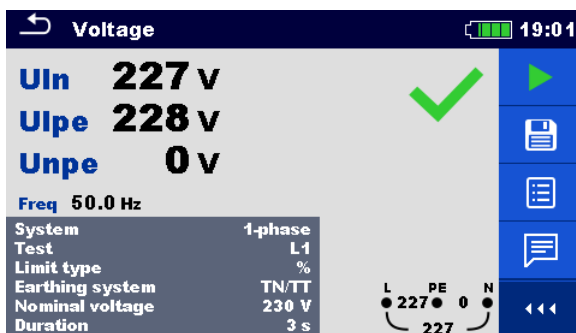 Voltage 19:01
Uln 227 V
Ulpe 228 V
Unpe 0 V
Freq 50.0 Hz
System 1-phase
Test L1
Limit type %
Earthing system TN/TT
Nominal voltage 230 V
Duration 3 s
L PE N
227 0
227